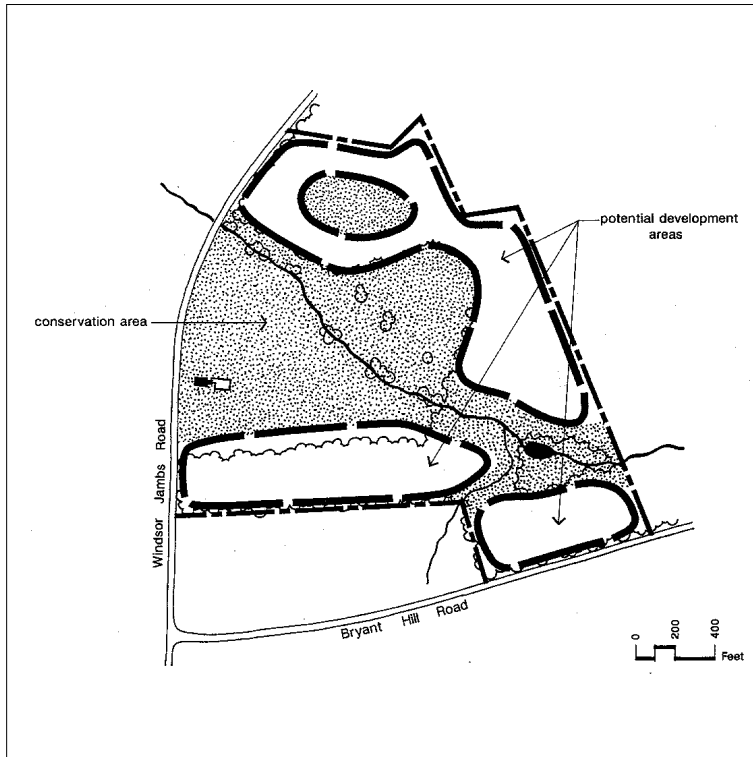 potential development
areas
conservation area
Windsor Jambs Road
Bryant Hill Road
0 200 400
Feet